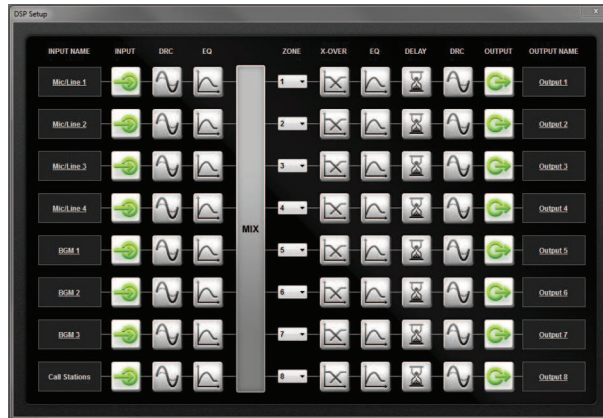 DSP Setup
x
INPUT NAME INPUT DRC EQ ZONE X-OVER EQ DELAY DRC OUTPUT OUTPUT NAME
Mic/Line 1 1 Output 1
Mic/Line 2 2 Output 2
Mic/Line 3 3 Output 3
Mic/Line 4 4 Output 4
MIX
BGM 1 5 Output 5
BGM 2 6 Output 6
BGM 3 7 Output 7
Call Stations 8 Output 8